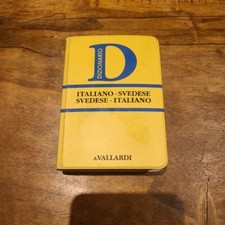 DIZIONARIO
D
ITALIANO - SVEDESE
SVEDESE - ITALIANO
A.VALLARDI